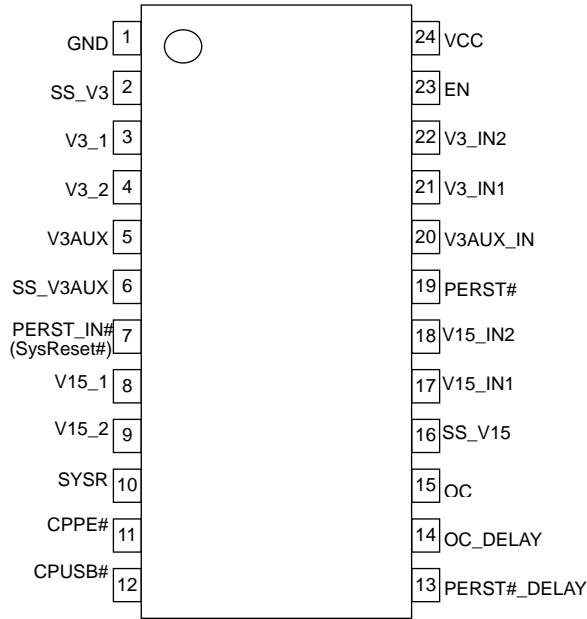 GND 1
24 VCC
SS_V3 2
23 EN
V3_1 3
22 V3_IN2
V3_2 4
21 V3_IN1
V3AUX 5
20 V3AUX_IN
SS_V3AUX 6
19 PERST#
PERST_IN# 7
(SysReset#)
18 V15_IN2
V15_1 8
17 V15_IN1
V15_2 9
16 SS_V15
SYSR 10
15 OC
CPPE# 11
14 OC_DELAY
CPUSB# 12
13 PERST#_DELAY